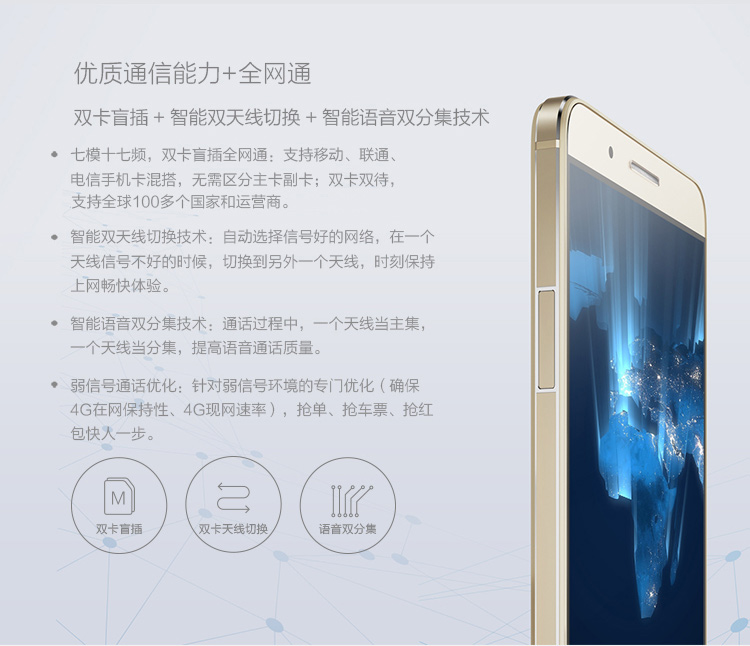 优质通信能力+全网通
双卡盲插 + 智能双天线切换 + 智能语音双分集技术
七模十七频，双卡盲插全网通：支持移动、联通、
电信手机卡混搭，无需区分主卡副卡；双卡双待，
支持全球100多个国家和运营商。
智能双天线切换技术：自动选择信号好的网络，在一个
天线信号不好的时候，切换到另外一个天线，时刻保持
上网畅快体验。
智能语音双分集技术：通话过程中，一个天线当主集，
一个天线当分集，提高语音通话质量。
弱信号通话优化：针对弱信号环境的专门优化（确保
4G在网保持性、4G现网速率），抢单、抢车票、抢红
包快人一步。
M
双卡盲插
双卡天线切换
语音双分集